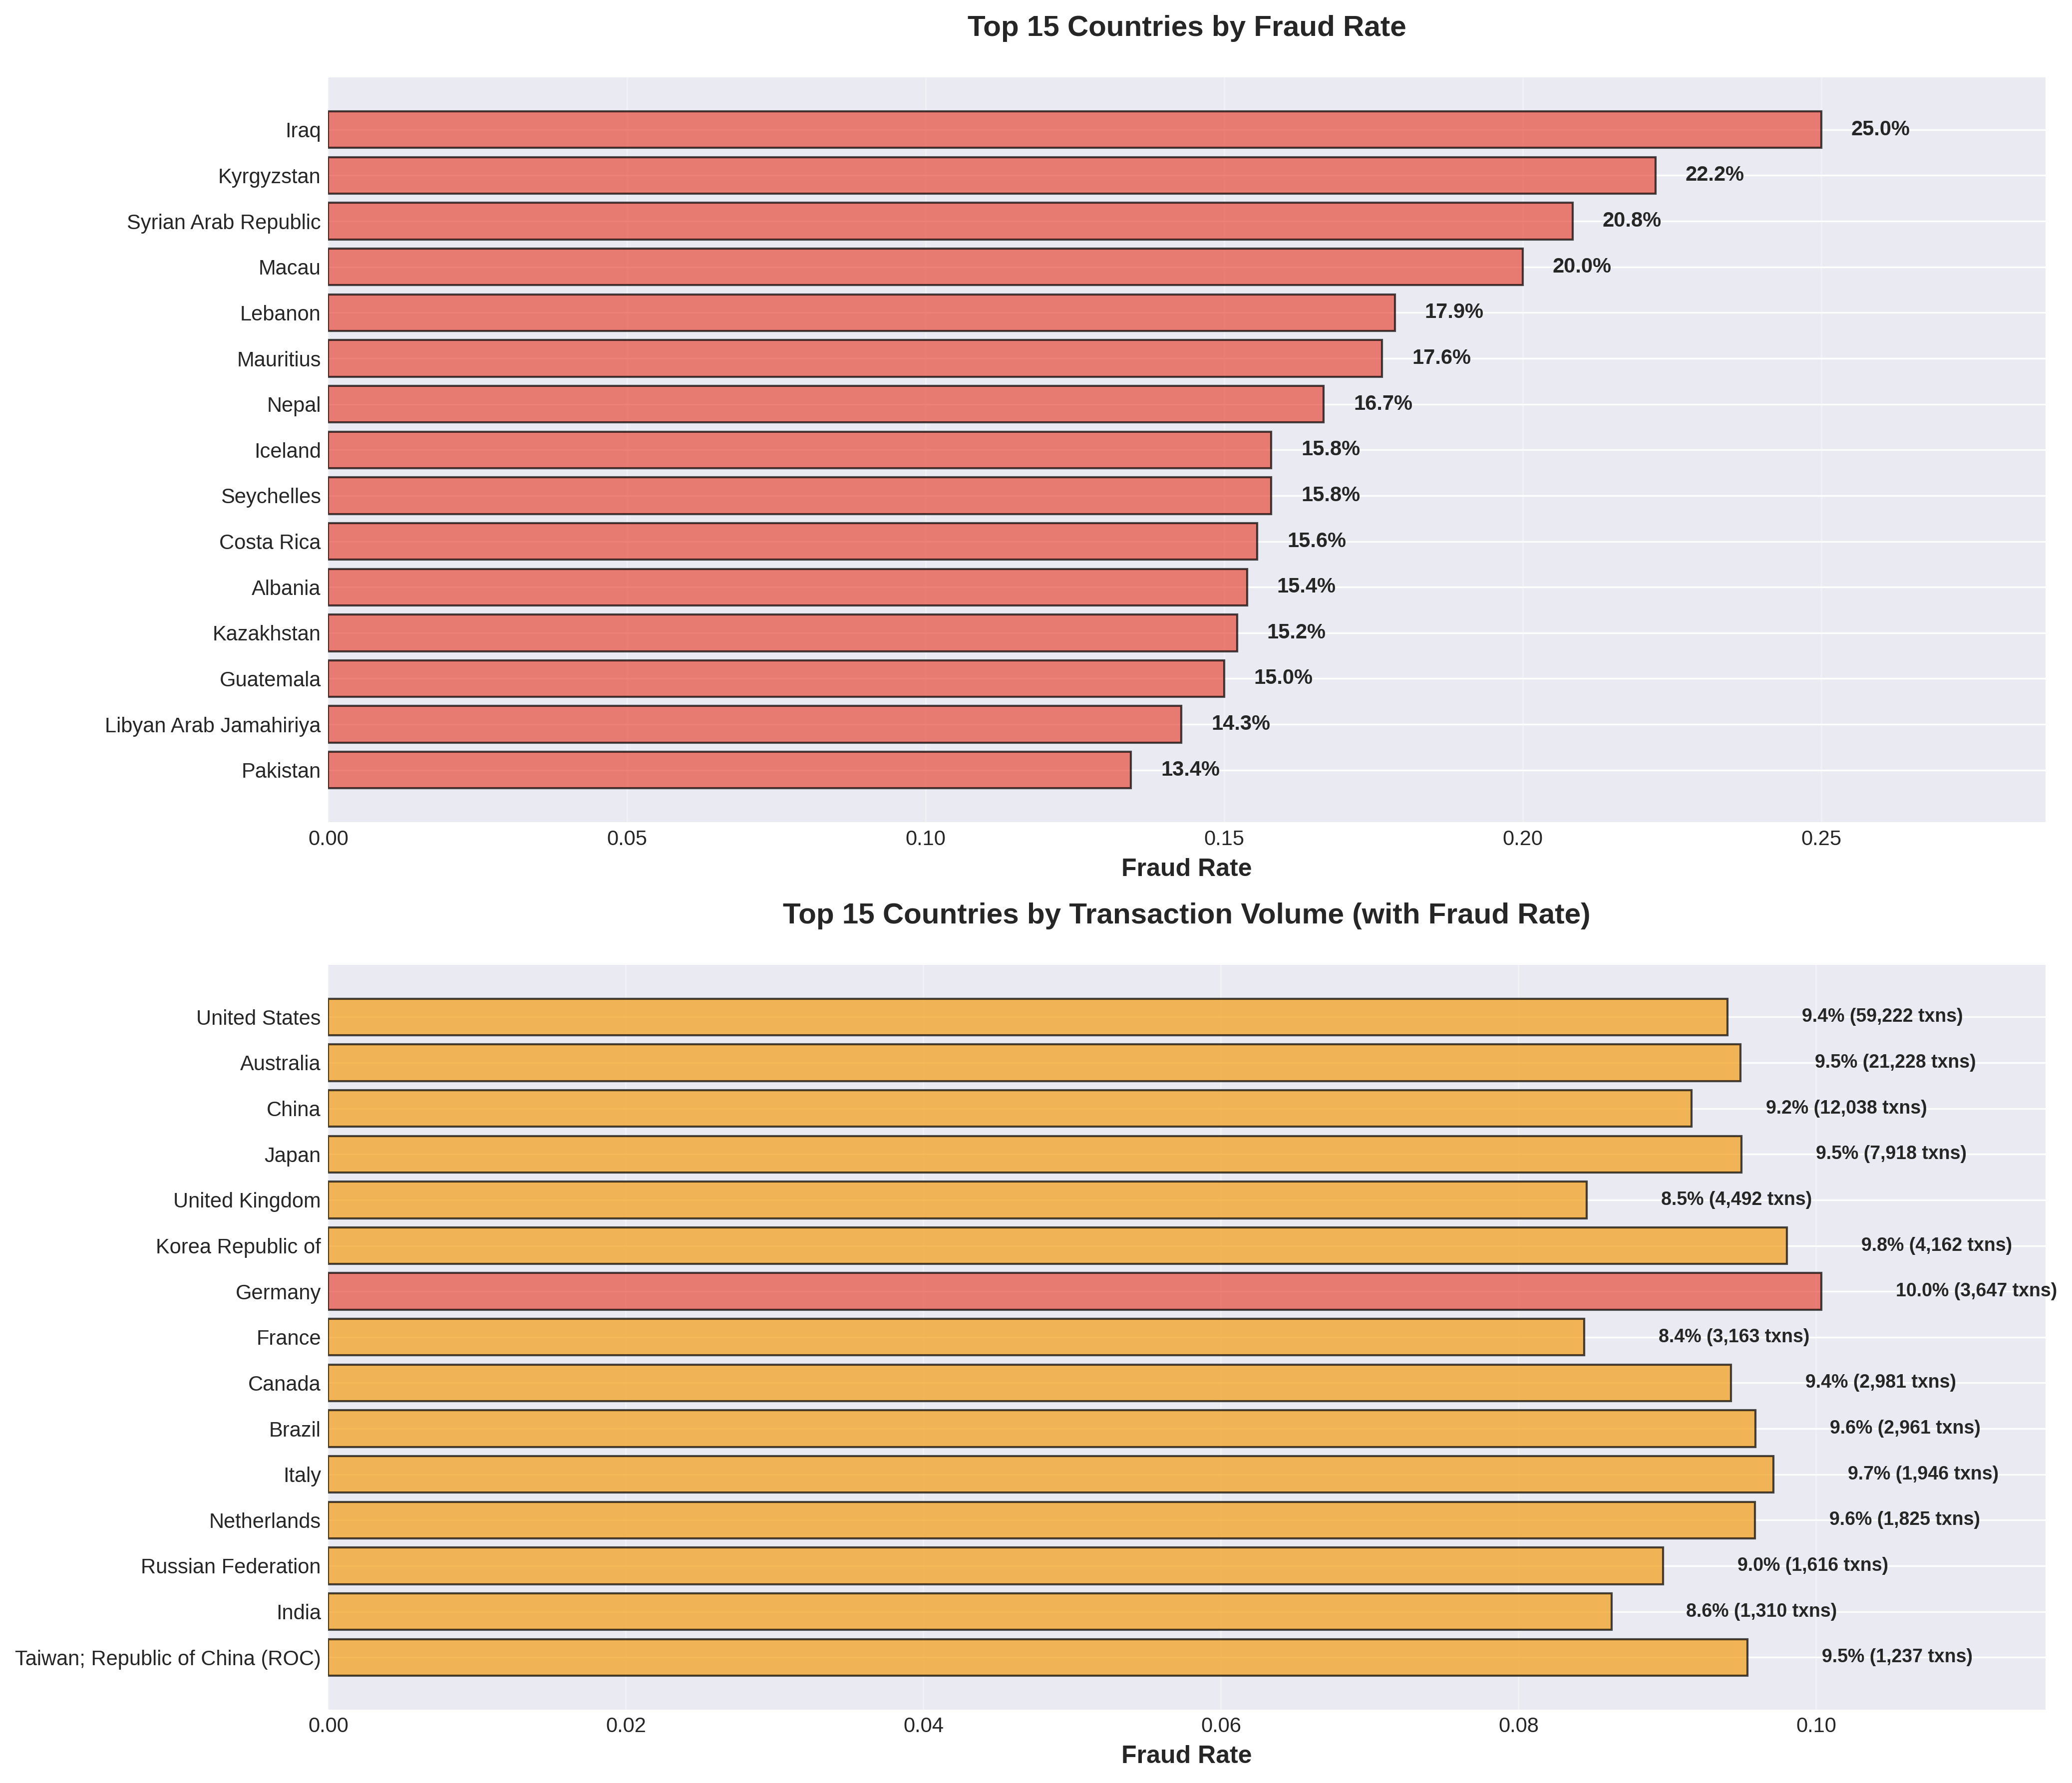 Top 15 Countries by Fraud Rate
Iraq 25.0%
Kyrgyzstan 22.2%
Syrian Arab Republic 20.8%
Macau 20.0%
Lebanon 17.9%
Mauritius 17.6%
Nepal 16.7%
Iceland 15.8%
Seychelles 15.8%
Costa Rica 15.6%
Albania 15.4%
Kazakhstan 15.2%
Guatemala 15.0%
Libyan Arab Jamahiriya 14.3%
Pakistan 13.4%
0.00 0.05 0.10 0.15 0.20 0.25
Fraud Rate
Top 15 Countries by Transaction Volume (with Fraud Rate)
United States 9.4% (59,222 txns)
Australia 9.5% (21,228 txns)
China 9.2% (12,038 txns)
Japan 9.5% (7,918 txns)
United Kingdom 8.5% (4,492 txns)
Korea Republic of 9.8% (4,162 txns)
Germany 10.0% (3,647 txns)
France 8.4% (3,163 txns)
Canada 9.4% (2,981 txns)
Brazil 9.6% (2,961 txns)
Italy 9.7% (1,946 txns)
Netherlands 9.6% (1,825 txns)
Russian Federation 9.0% (1,616 txns)
India 8.6% (1,310 txns)
Taiwan; Republic of China (ROC) 9.5% (1,237 txns)
0.00 0.02 0.04 0.06 0.08 0.10
Fraud Rate